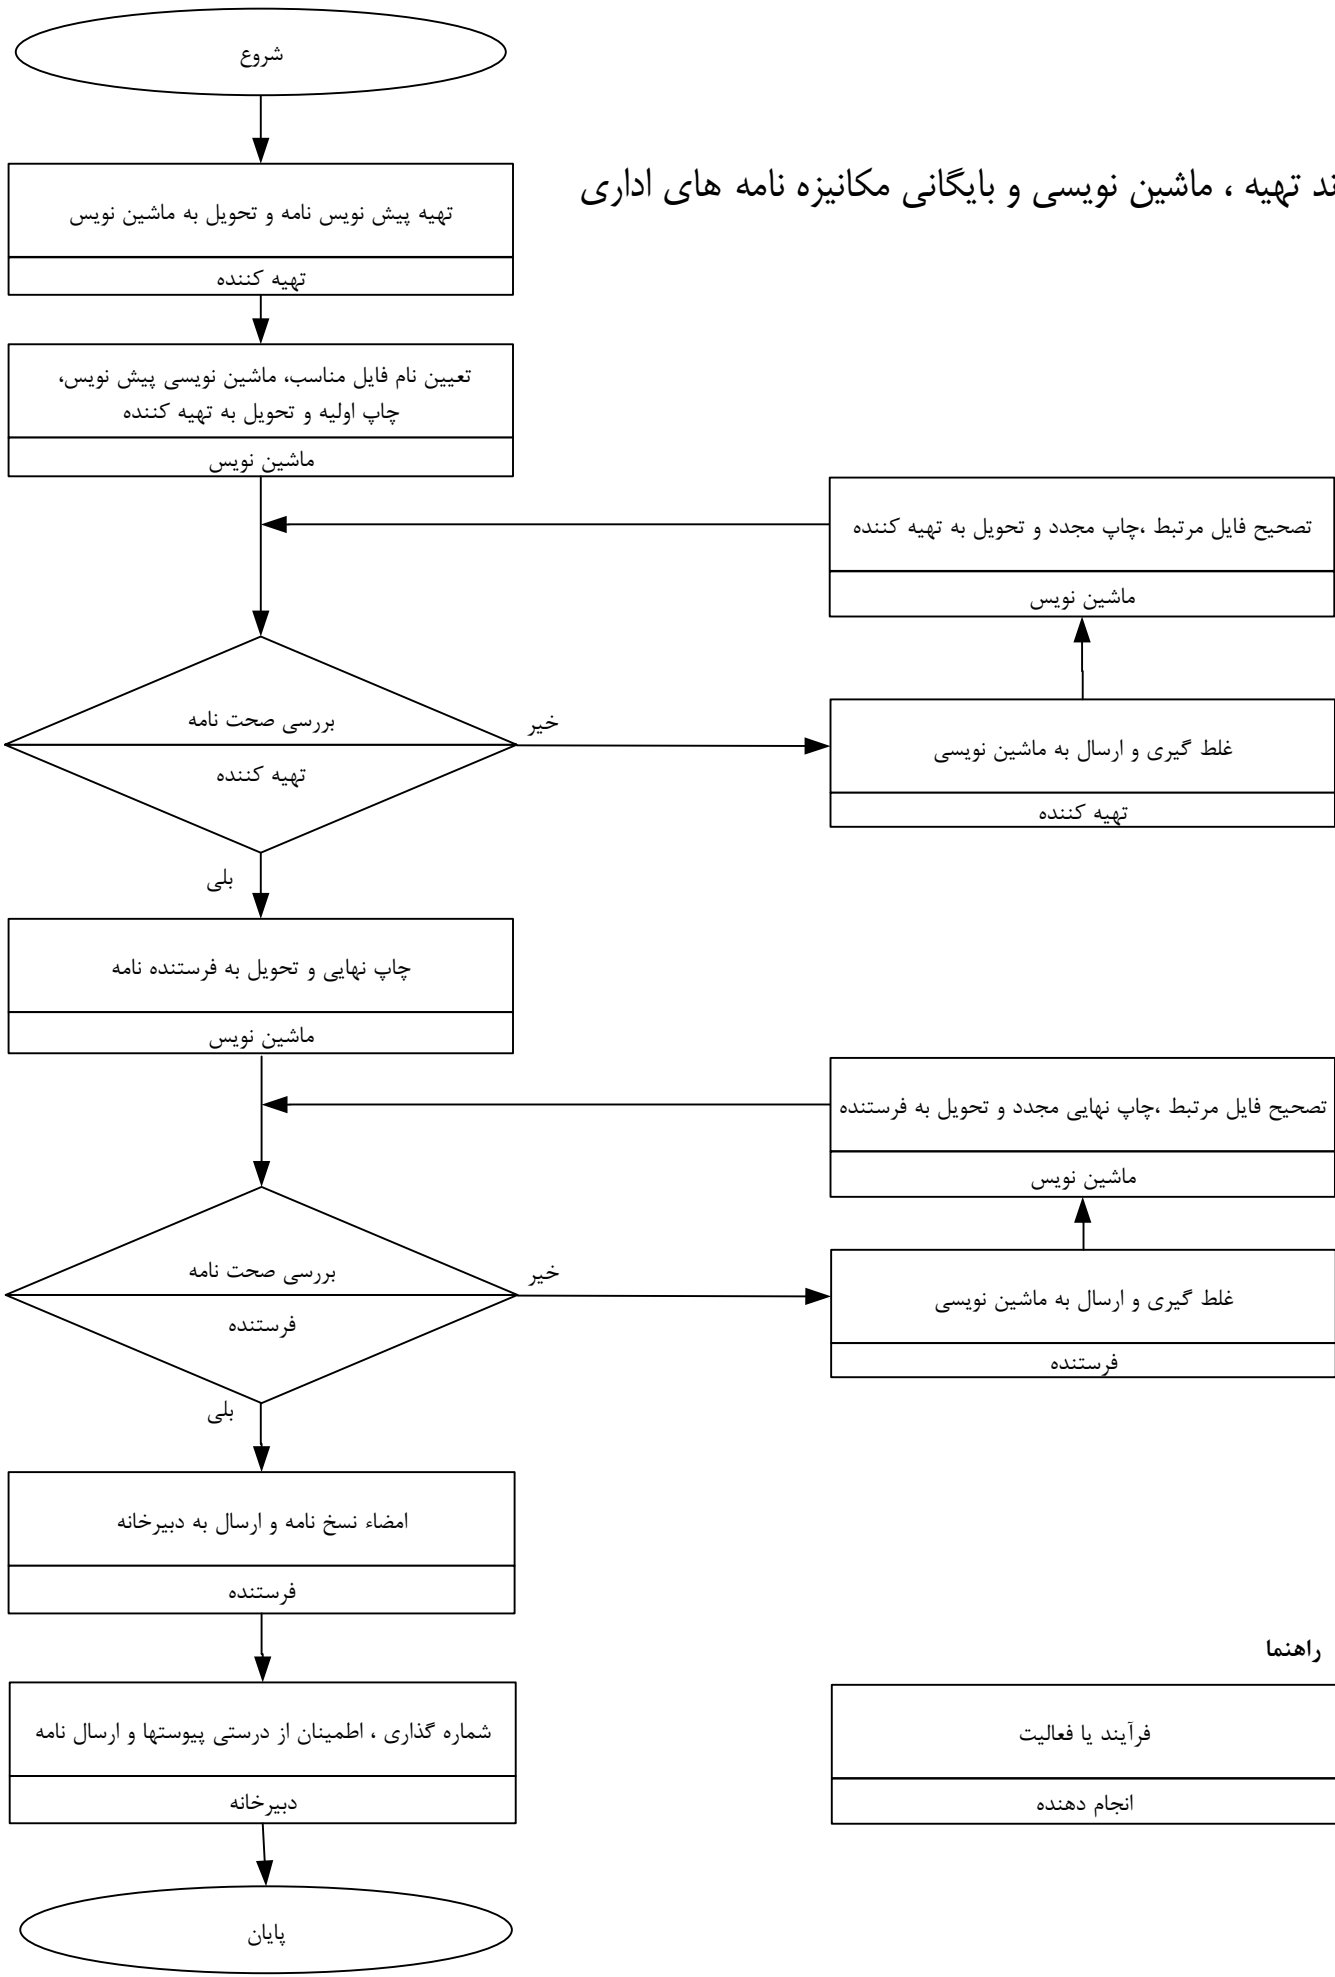 شروع
ند تهیه ، ماشین نویسی و بایگانی مکانیزه نامه های اداری
تهیه پیش نویس نامه و تحویل به ماشین نویس
تهیه کننده
تعیین نام فایل مناسب، ماشین نویسی پیش نویس،
چاپ اولیه و تحویل به تهیه کننده
ماشین نویس
تصحیح فایل مرتبط ،چاپ مجدد و تحویل به تهیه کننده
ماشین نویس
بررسی صحت نامه
تهیه کننده
خیر
غلط گیری و ارسال به ماشین نویسی
تهیه کننده
بلی
چاپ نهایی و تحویل به فرستنده نامه
ماشین نویس
تصحیح فایل مرتبط ،چاپ نهایی مجدد و تحویل به فرستنده
ماشین نویس
بررسی صحت نامه
فرستنده
خیر
غلط گیری و ارسال به ماشین نویسی
فرستنده
بلی
امضاء نسخ نامه و ارسال به دبیرخانه
فرستنده
شماره گذاری ، اطمینان از درستی پیوستها و ارسال نامه
دبیرخانه
راهنما
فرآیند یا فعالیت
انجام دهنده
پایان